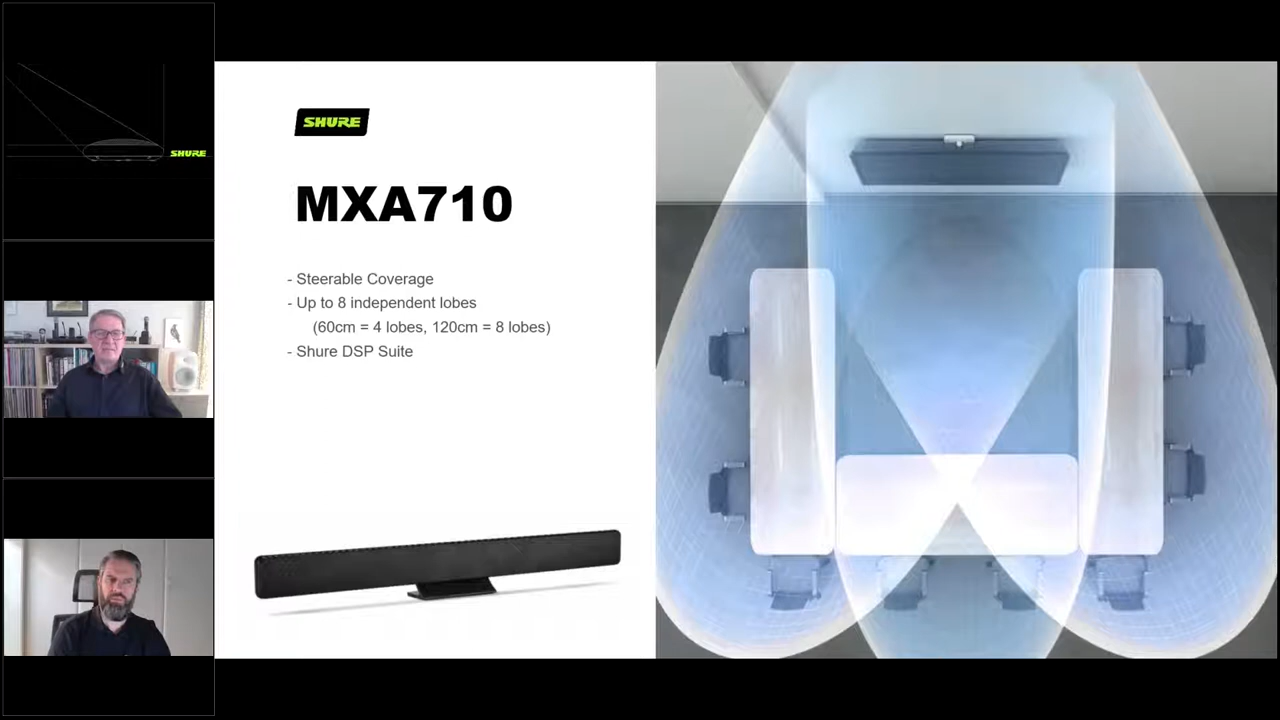 SHURE
SHURE
MXA710
- Steerable Coverage
- Up to 8 independent lobes
(60cm = 4 lobes, 120cm = 8 lobes)
- Shure DSP Suite